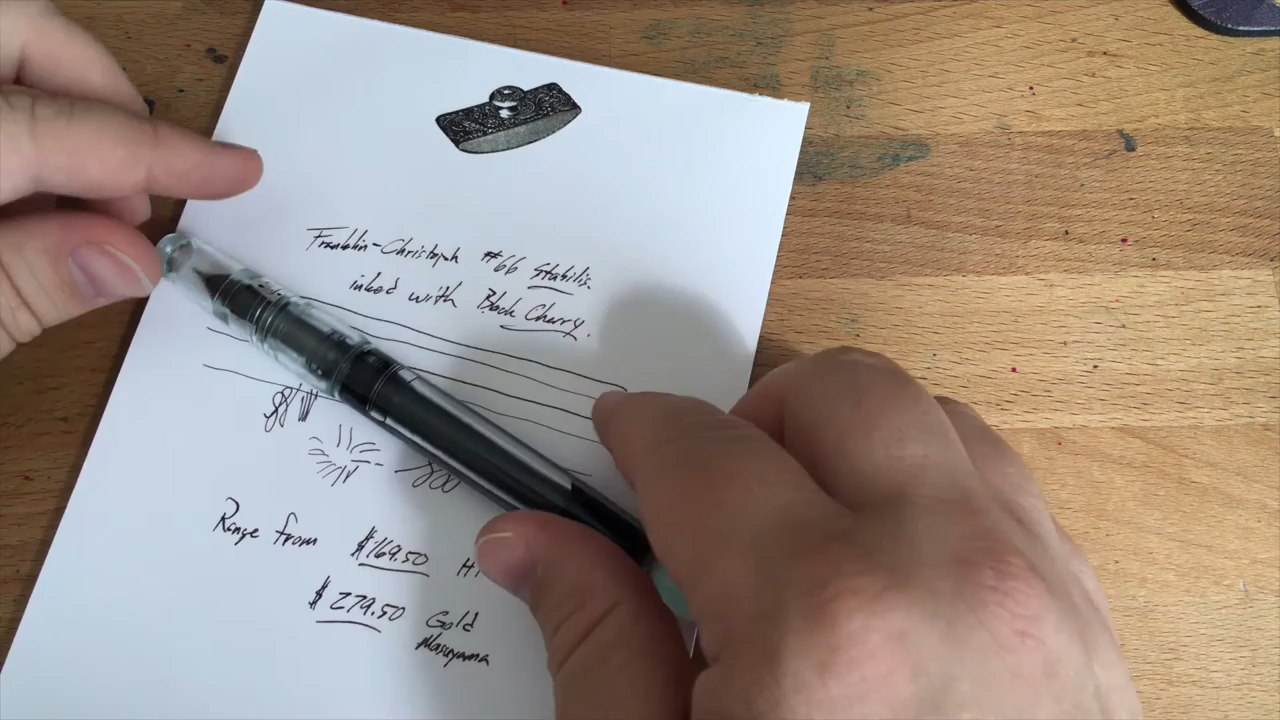 Franklin-Christoph #66 Stabilis
inked with Black Cherry.
Range from $169.50
$279.50 Gold
Masuyama